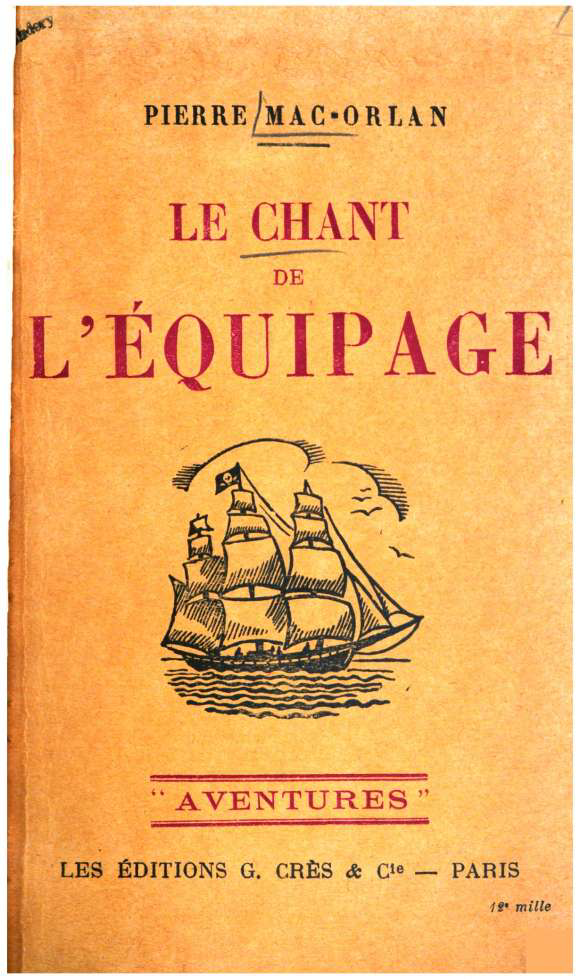 PIERRE MAC-ORLAN
LE CHANT
DE
L'ÉQUIPAGE
"AVENTURES"
LES ÉDITIONS G. CRÈS & Cie — PARIS
12e mille